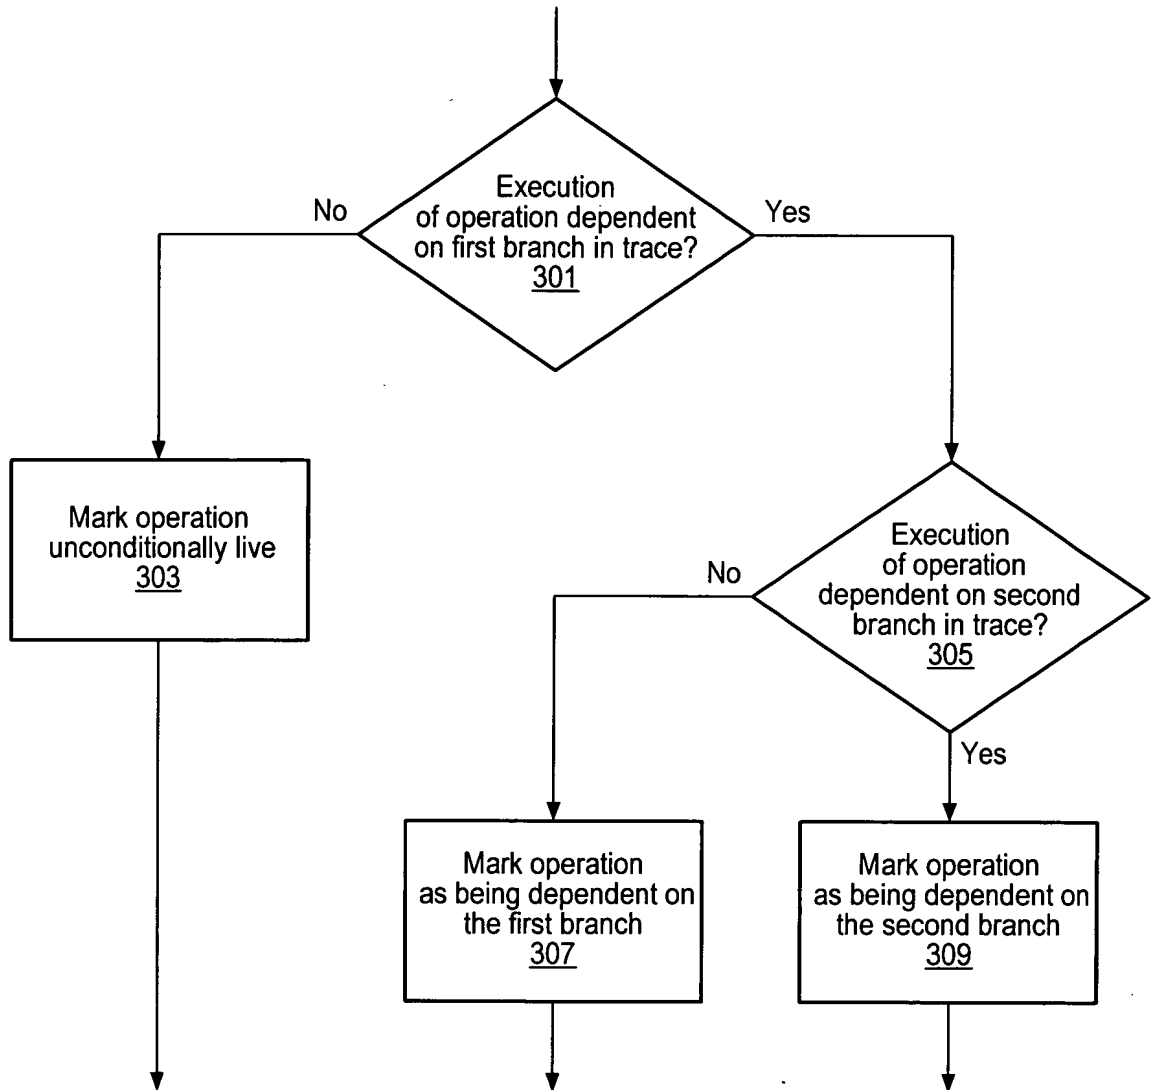 Execution
of operation dependent
on first branch in trace?
301
No
Yes
Mark operation
unconditionally live
303
Execution
of operation
dependent on second
branch in trace?
305
No
Yes
Mark operation
as being dependent on
the first branch
307
Mark operation
as being dependent on
the second branch
309